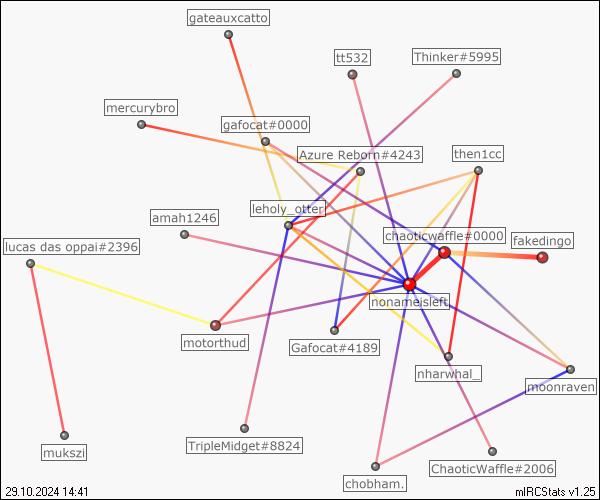 gateauxcatto
tt532
Thinker#5995
mercurybro
gafocat#0000
Azure Reborn#4243
then1cc
leholy_otter
amah1246
chaoticwaffle#0000
lucas das oppai#2396
fakedingo
nonameisleft
motorthud
Gafocat#4189
nharwhal_
moonraven
TripleMidget#8824
mukszi
ChaoticWaffle#2006
chobham.
29.10.2024 14:41
mIRCStats v1.25